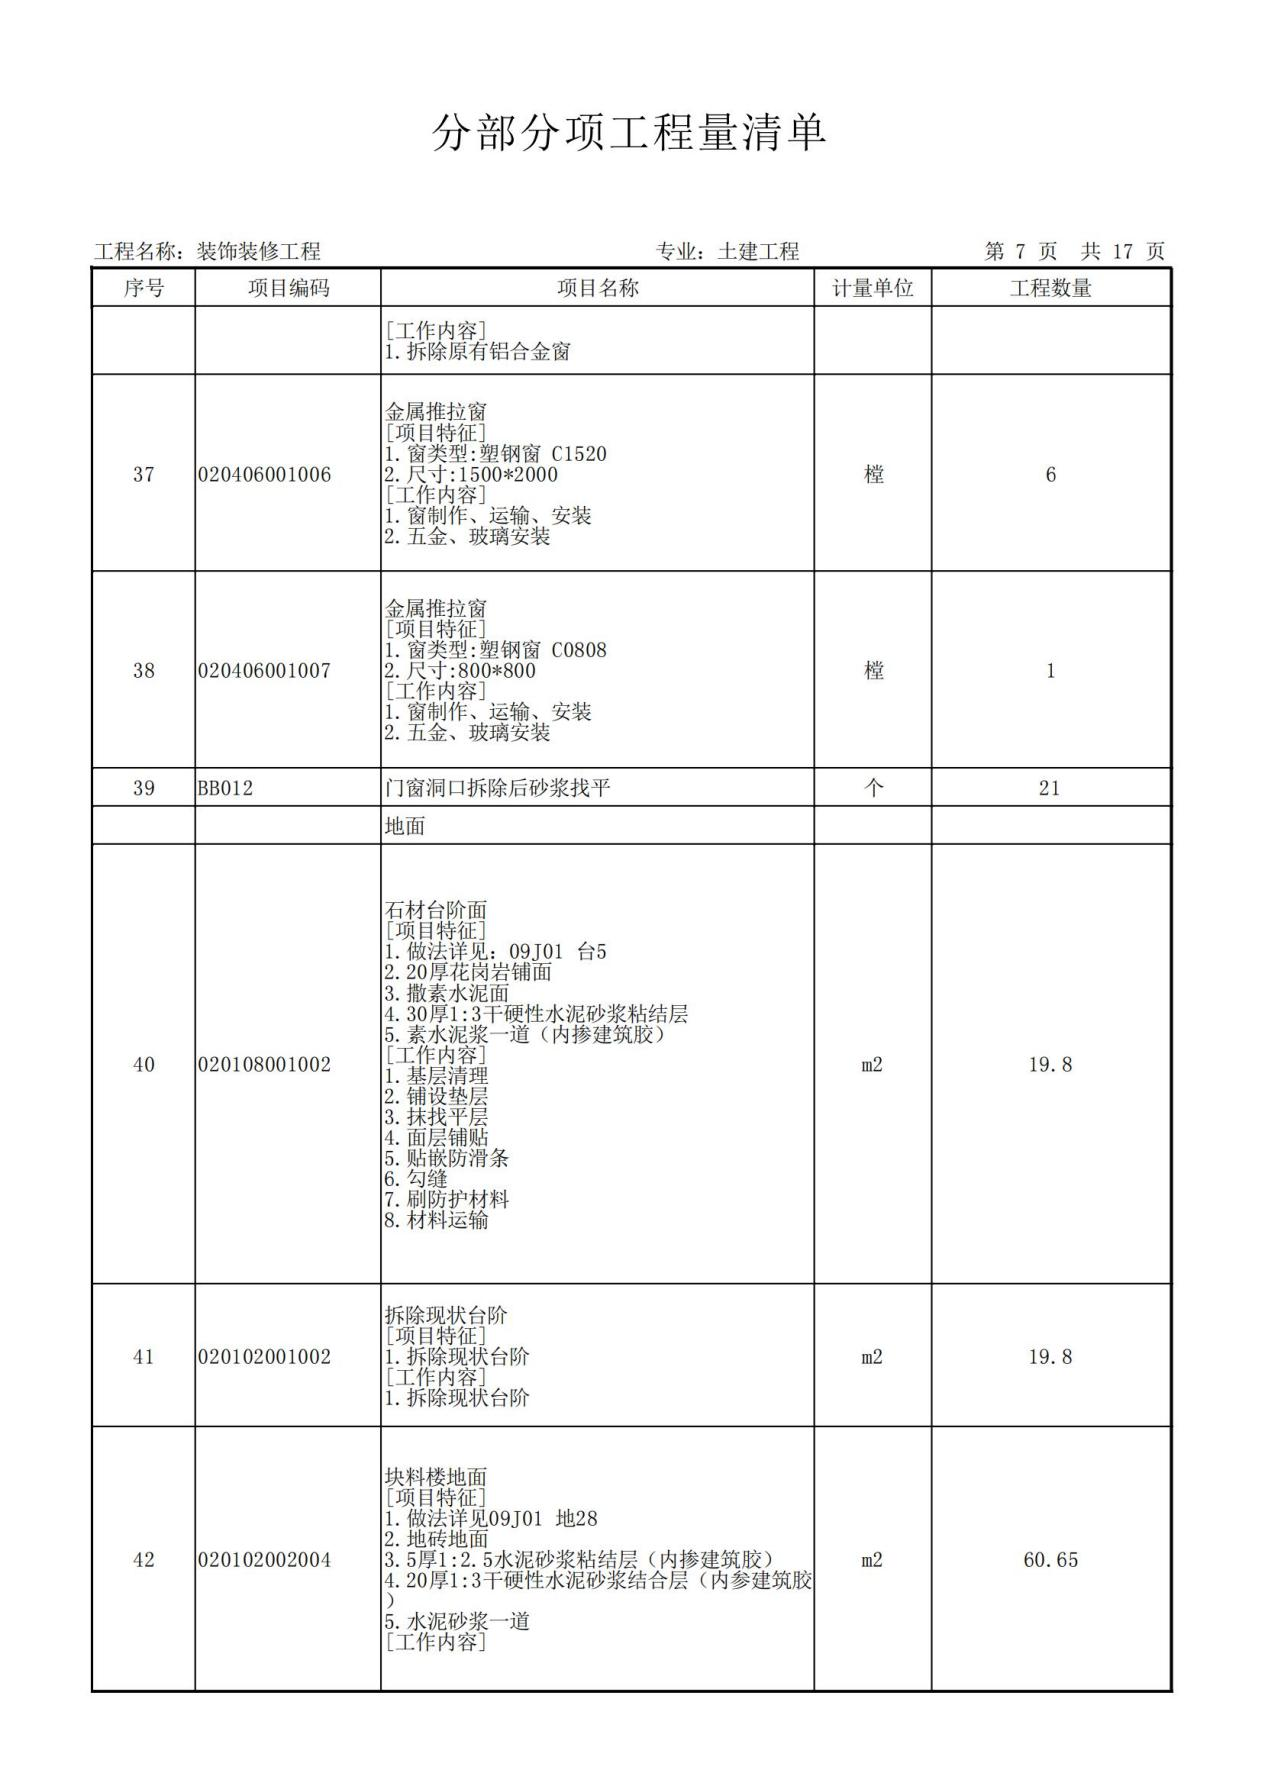 分部分项工程量清单
工程名称：装饰装修工程 专业：土建工程 第 7 页 共 17 页
序号 项目编码 项目名称 计量单位 工程数量
[工作内容]
1.拆除原有铝合金窗
金属推拉窗
[项目特征]
1.窗类型:塑钢窗 C1520
2.尺寸:1500*2000
37 020406001006 樘 6
[工作内容]
1.窗制作、运输、安装
2.五金、玻璃安装
金属推拉窗
[项目特征]
1.窗类型:塑钢窗 C0808
2.尺寸:800*800
38 020406001007 樘 1
[工作内容]
1.窗制作、运输、安装
2.五金、玻璃安装
39 BB012 门窗洞口拆除后砂浆找平 个 21
地面
石材台阶面
[项目特征]
1.做法详见：09J01 台5
2.20厚花岗岩铺面
3.撒素水泥面
4.30厚1:3干硬性水泥砂浆粘结层
5.素水泥浆一道（内掺建筑胶）
[工作内容]
40 020108001002 m2 19.8
1.基层清理
2.铺设垫层
3.抹找平层
4.面层铺贴
5.贴嵌防滑条
6.勾缝
7.刷防护材料
8.材料运输
拆除现状台阶
[项目特征]
41 020102001002 1.拆除现状台阶 m2 19.8
[工作内容]
1.拆除现状台阶
块料楼地面
[项目特征]
1.做法详见09J01 地28
2.地砖地面
42 020102002004 3.5厚1:2.5水泥砂浆粘结层（内掺建筑胶） m2 60.65
4.20厚1:3干硬性水泥砂浆结合层（内参建筑胶
）
5.水泥砂浆一道
[工作内容]